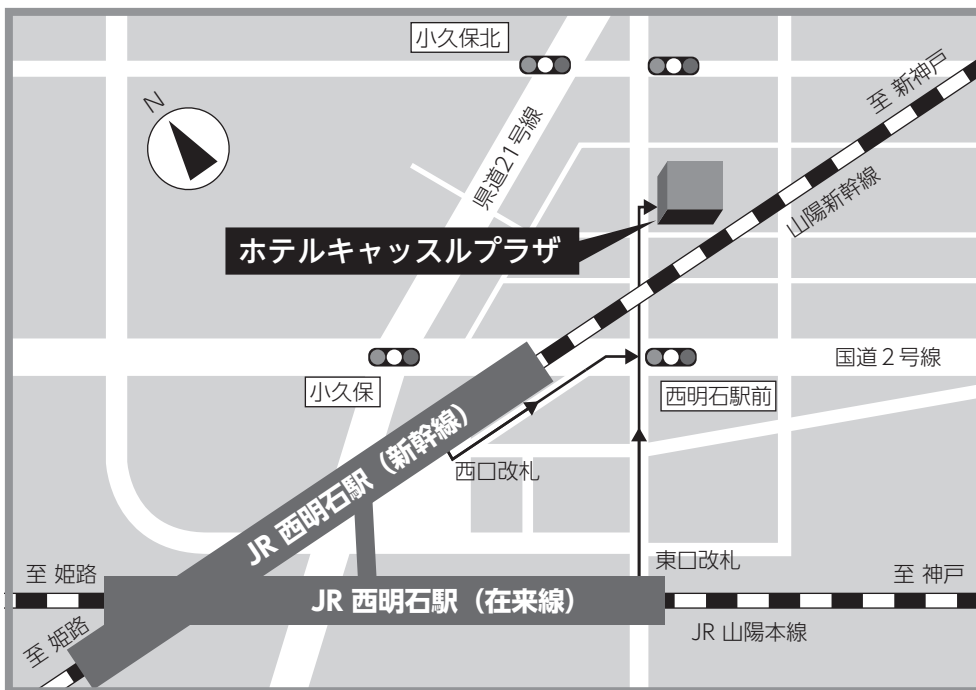 小久保北
至 新神戸
N
県道21号線
山陽新幹線
ホテルキャッスルプラザ
国道2号線
小久保
西明石駅前
JR 西明石駅（新幹線）
西口改札
東口改札
至 姫路
至 神戸
JR 西明石駅（在来線）
JR 山陽本線
至 姫路